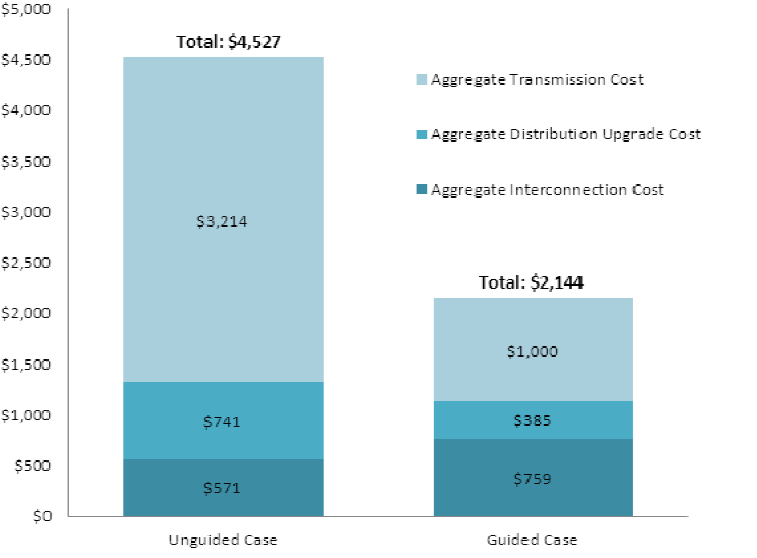 $5,000
Total: $4,527
$4,500
Aggregate Transmission Cost
$4,000
Aggregate Distribution Upgrade Cost
$3,500
Aggregate Interconnection Cost
$3,000
$3,214
$2,500
Total: $2,144
$2,000
$1,000
$1,500
$1,000
$741
$385
$500
$571
$759
$0
Unguided Case
Guided Case